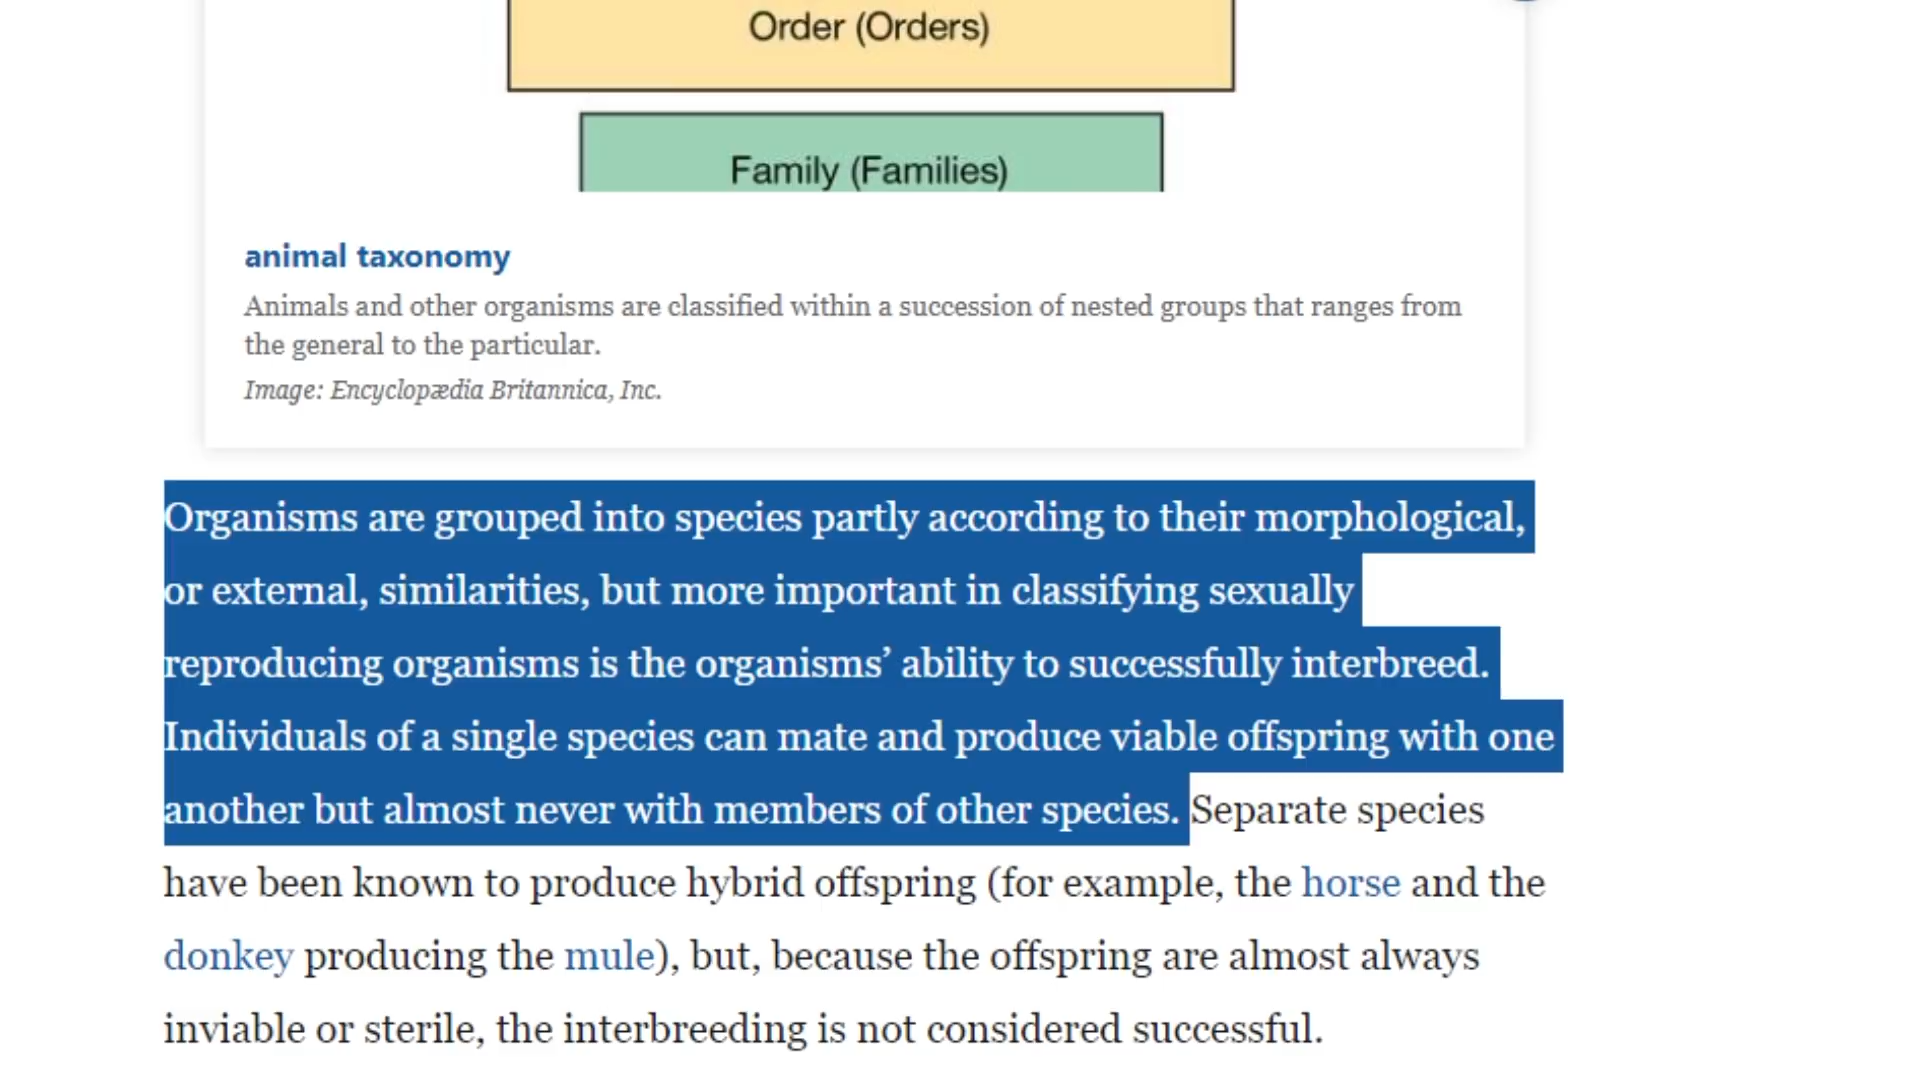 Order (Orders)
Family (Families)
animal taxonomy
Animals and other organisms are classified within a succession of nested groups that ranges from
the general to the particular.
Image: Encyclopædia Britannica, Inc.
Organisms are grouped into species partly according to their morphological,
or external, similarities, but more important in classifying sexually
reproducing organisms is the organisms’ ability to successfully interbreed.
Individuals of a single species can mate and produce viable offspring with one
another but almost never with members of other species. Separate species
have been known to produce hybrid offspring (for example, the horse and the
donkey producing the mule), but, because the offspring are almost always
inviable or sterile, the interbreeding is not considered successful.